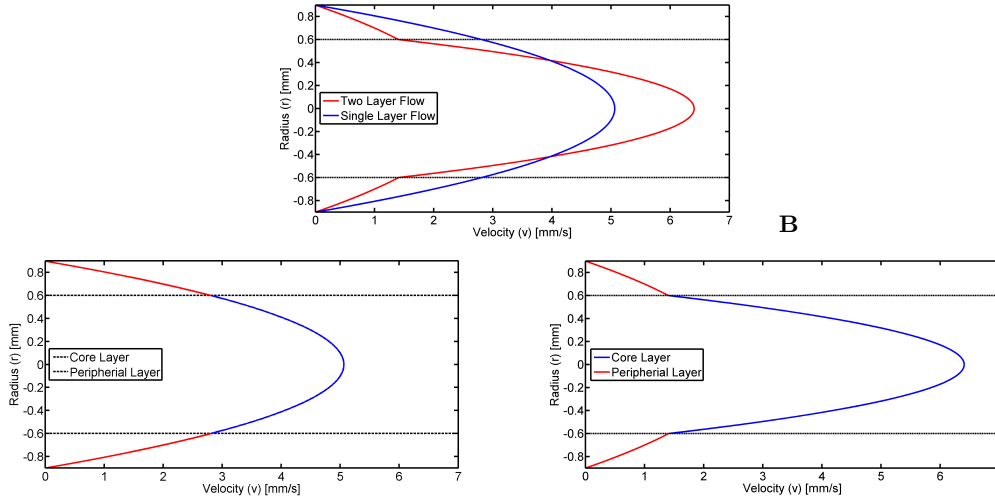 0.8
0.6
0.4
0.2
0
-0.2
-0.4
-0.6
-0.8
Radius (r) [mm]
Two Layer Flow
Single Layer Flow
0 1 2 3 4 5 6 7
Velocity (v) [mm/s]
B
0.8
0.6
0.4
0.2
0
-0.2
-0.4
-0.6
-0.8
Radius (r) [mm]
Core Layer
Peripherial Layer
0 1 2 3 4 5 6 7
Velocity (v) [mm/s]
0.8
0.6
0.4
0.2
0
-0.2
-0.4
-0.6
-0.8
Radius (r) [mm]
Core Layer
Peripherial Layer
0 1 2 3 4 5 6
Velocity (v) [mm/s]